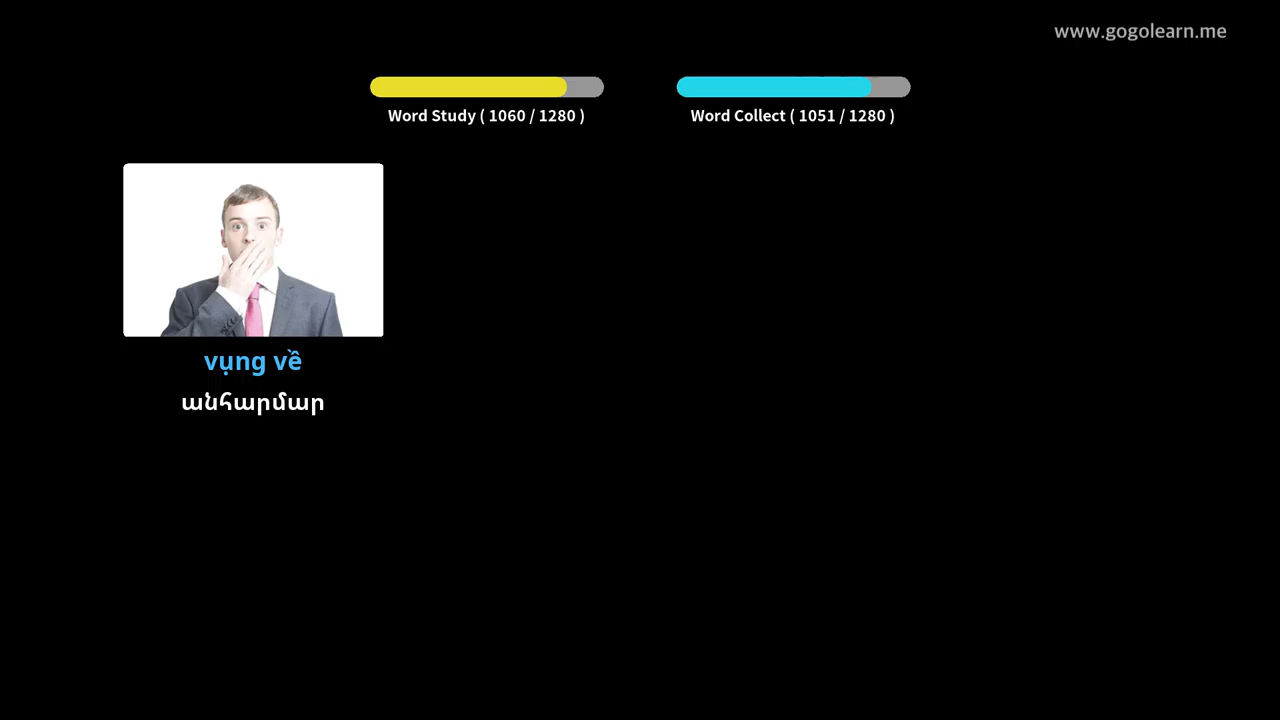 www.gogolearn.me
Word Study ( 1060 / 1280 )
Word Collect ( 1051 / 1280 )
vụng về
անհարմար